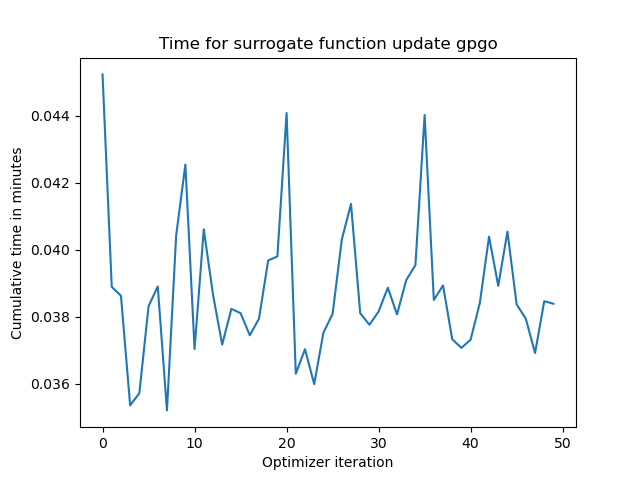 Time for surrogate function update gpgo
Cumulative time in minutes
0.044
0.042
0.040
0.038
0.036
0 10 20 30 40 50
Optimizer iteration